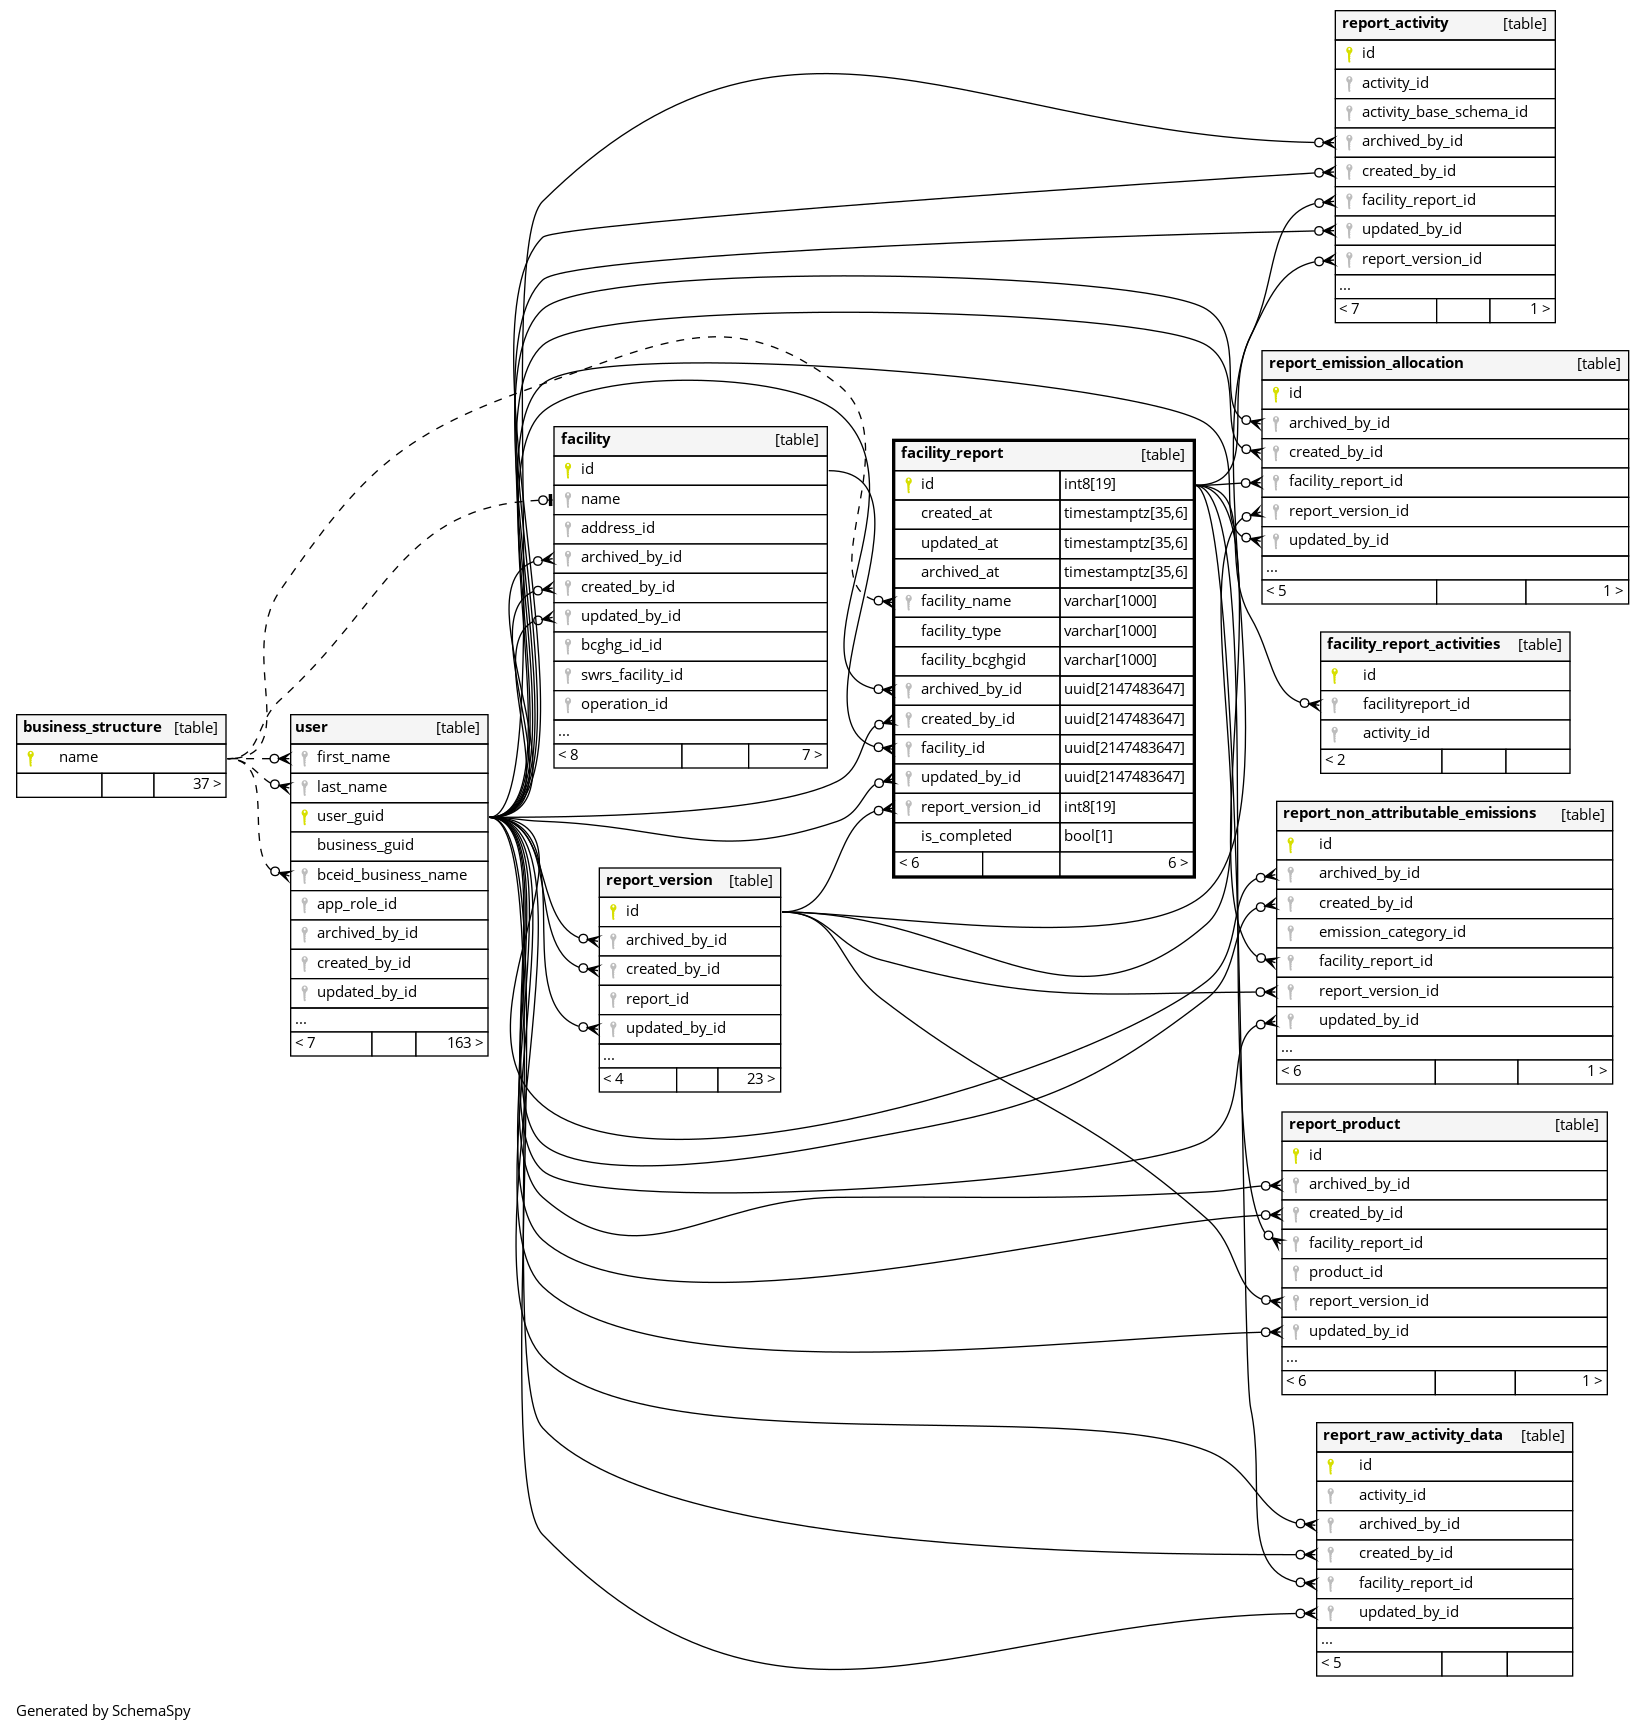 report_activity [table]
id
activity_id
activity_base_schema_id
archived_by_id
created_by_id
facility_report_id
updated_by_id
report_version_id
...
< 7 1 >
report_emission_allocation [table]
id
archived_by_id
created_by_id
facility_report_id
report_version_id
updated_by_id
...
< 5 1 >
facility [table]
id
name
address_id
archived_by_id
created_by_id
updated_by_id
bcghg_id_id
swrs_facility_id
operation_id
...
< 8 7 >
facility_report [table]
id int8[19]
created_at timestamptz[35,6]
updated_at timestamptz[35,6]
archived_at timestamptz[35,6]
facility_name varchar[1000]
facility_type varchar[1000]
facility_bcghgid varchar[1000]
archived_by_id uuid[2147483647]
created_by_id uuid[2147483647]
facility_id uuid[2147483647]
updated_by_id uuid[2147483647]
report_version_id int8[19]
is_completed bool[1]
< 6 6 >
facility_report_activities [table]
id
facilityreport_id
activity_id
< 2
business_structure [table]
name
37 >
user [table]
first_name
last_name
user_guid
business_guid
bceid_business_name
app_role_id
archived_by_id
created_by_id
updated_by_id
...
< 7 163 >
report_version [table]
id
archived_by_id
created_by_id
report_id
updated_by_id
...
< 4 23 >
report_non_attributable_emissions [table]
id
archived_by_id
created_by_id
emission_category_id
facility_report_id
report_version_id
updated_by_id
...
< 6 1 >
report_product [table]
id
archived_by_id
created_by_id
facility_report_id
product_id
report_version_id
updated_by_id
...
< 6 1 >
report_raw_activity_data [table]
id
activity_id
archived_by_id
created_by_id
facility_report_id
updated_by_id
...
< 5
Generated by SchemaSpy